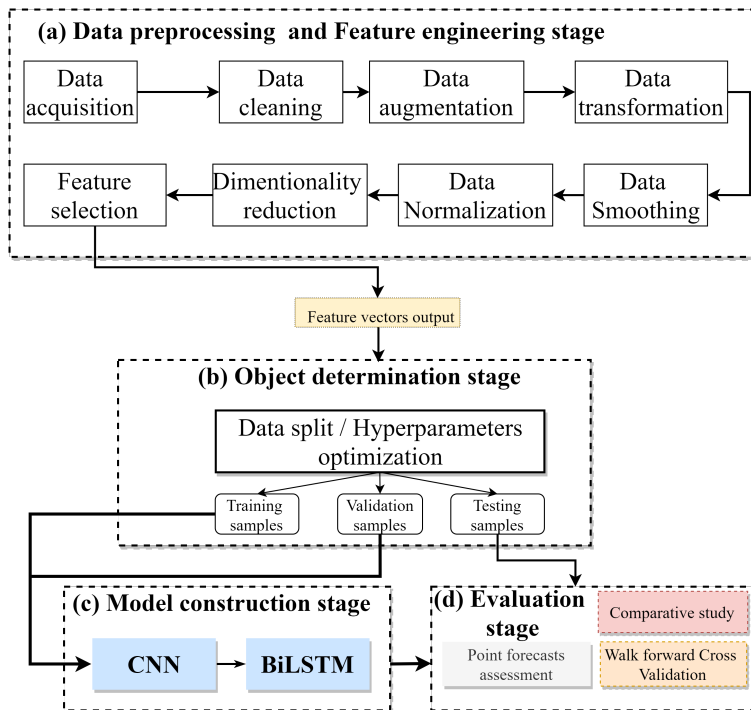 (a) Data preprocessing and Feature engineering stage
Data
acquisition
Data
cleaning
Data
augmentation
Data
transformation
Feature
selection
Dimentionality
reduction
Data
Normalization
Data
Smoothing
Feature vectors output
(b) Object determination stage
Data split / Hyperparameters
optimization
Training
samples
Validation
samples
Testing
samples
(c) Model construction stage
CNN
BiLSTM
(d) Evaluation
stage
Comparative study
Point forecasts
assessment
Walk forward Cross
Validation